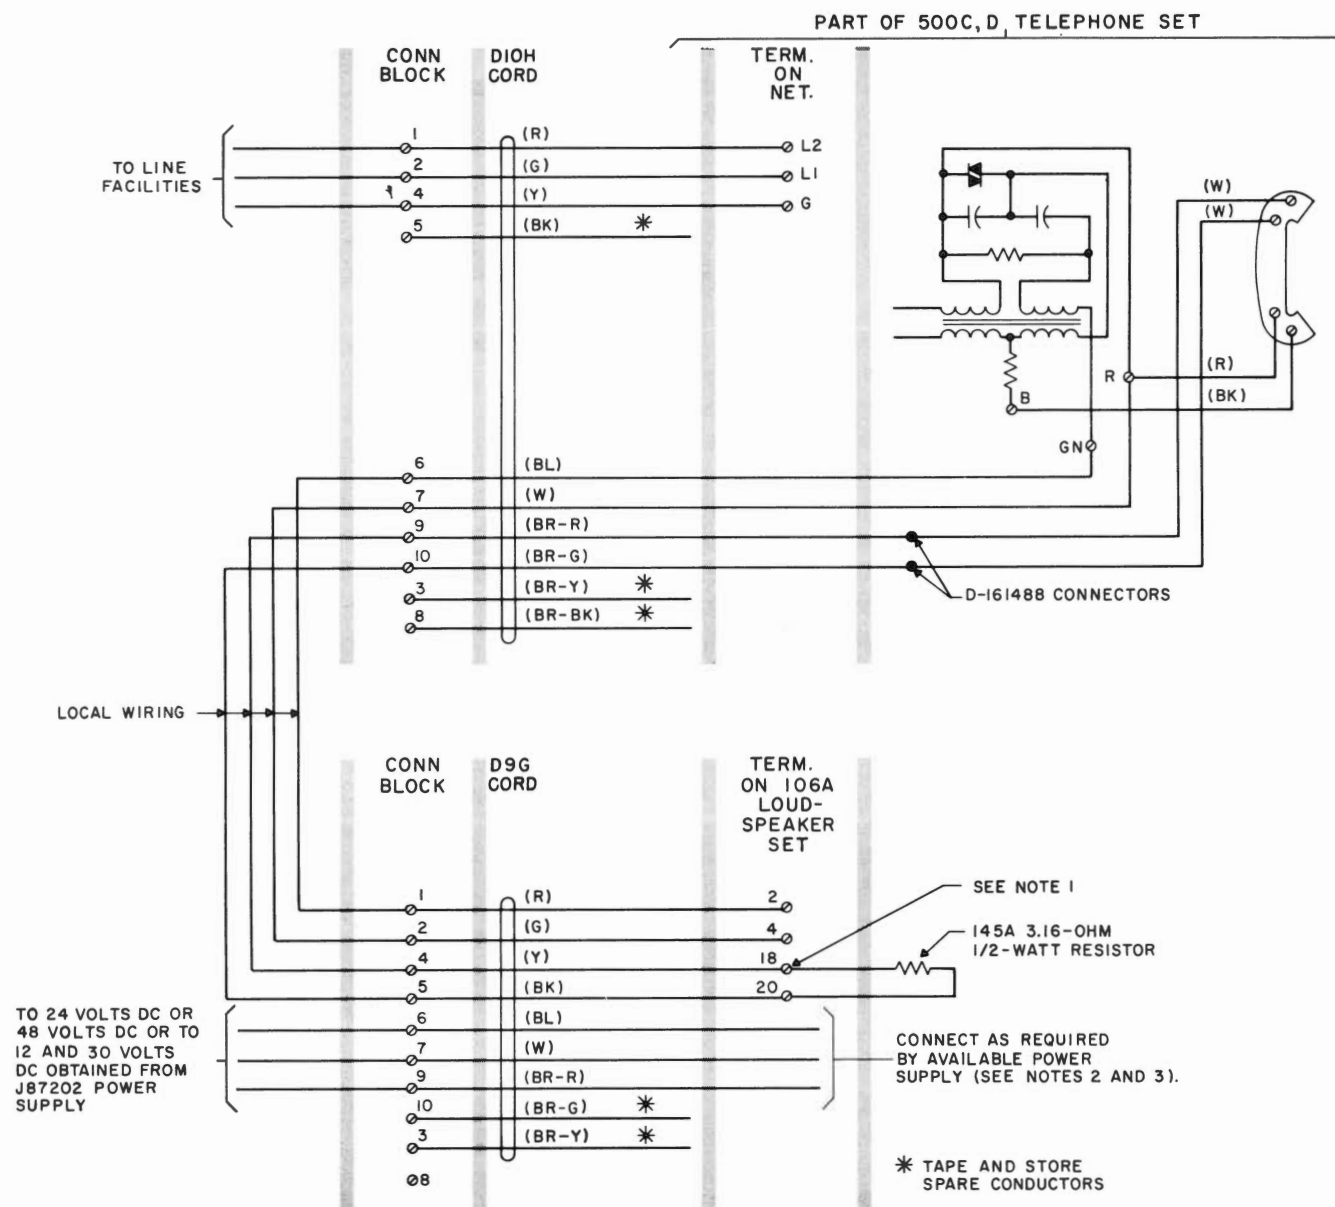 PART OF 500C, D, TELEPHONE SET
CONN
BLOCK
D10H
CORD
TERM.
ON
NET.
TO LINE
FACILITIES
1
(R)
L2
2
(G)
L1
4
(Y)
G
5
(BK)
*
(W)
(W)
R
(R)
B
(BK)
GN
6
(BL)
7
(W)
9
(BR-R)
10
(BR-G)
3
(BR-Y)
*
8
(BR-BK)
*
D-161488 CONNECTORS
LOCAL WIRING
CONN
BLOCK
D9G
CORD
TERM.
ON 106A
LOUD-
SPEAKER
SET
1
(R)
2
2
(G)
4
4
(Y)
18
5
(BK)
20
SEE NOTE 1
145A 3.16-OHM
1/2-WATT RESISTOR
TO 24 VOLTS DC OR
48 VOLTS DC OR TO
12 AND 30 VOLTS
DC OBTAINED FROM
J87202 POWER
SUPPLY
6
(BL)
7
(W)
9
(BR-R)
10
(BR-G)
*
3
(BR-Y)
*
8
CONNECT AS REQUIRED
BY AVAILABLE POWER
SUPPLY (SEE NOTES 2 AND 3).
* TAPE AND STORE
SPARE CONDUCTORS